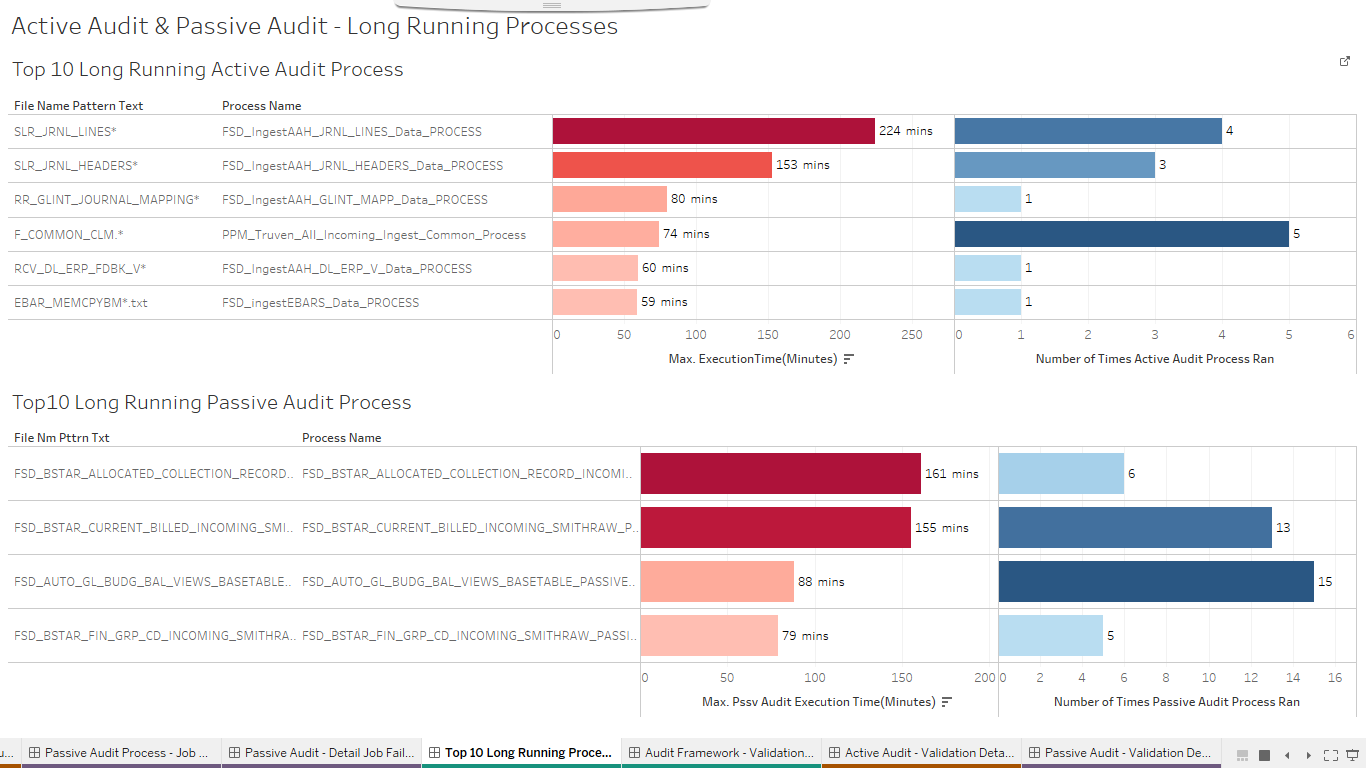 Active Audit & Passive Audit - Long Running Processes
Top 10 Long Running Active Audit Process
File Name Pattern Text Process Name
SLR_JRNL_LINES* FSD_IngestAAH_JRNL_LINES_Data_PROCESS 224 mins 4
SLR_JRNL_HEADERS* FSD_IngestAAH_JRNL_HEADERS_Data_PROCESS 153 mins 3
RR_GLINT_JOURNAL_MAPPING* FSD_IngestAAH_GLINT_MAPP_Data_PROCESS 80 mins 1
F_COMMON_CLM.* PPM_Truven_All_Incoming_Ingest_Common_Process 74 mins 5
RCV_DL_ERP_FDBK_V* FSD_IngestAAH_DL_ERP_V_Data_PROCESS 60 mins 1
EBAR_MEMCPYBM*.txt FSD_ingestEBARS_Data_PROCESS 59 mins 1
0 50 100 150 200 250 0 1 2 3 4 5 6
Max. ExecutionTime(Minutes) Number of Times Active Audit Process Ran
Top10 Long Running Passive Audit Process
File Nm Pttrn Txt Process Name
FSD_BSTAR_ALLOCATED_COLLECTION_RECORD.. FSD_BSTAR_ALLOCATED_COLLECTION_RECORD_INCOMI.. 161 mins 6
FSD_BSTAR_CURRENT_BILLED_INCOMING_SMI.. FSD_BSTAR_CURRENT_BILLED_INCOMING_SMITHRAW_P.. 155 mins 13
FSD_AUTO_GL_BUDG_BAL_VIEWS_BASETABLE.. FSD_AUTO_GL_BUDG_BAL_VIEWS_BASETABLE_PASSIVE.. 88 mins 15
FSD_BSTAR_FIN_GRP_CD_INCOMING_SMITHRA.. FSD_BSTAR_FIN_GRP_CD_INCOMING_SMITHRAW_PASSI.. 79 mins 5
0 50 100 150 200 0 2 4 6 8 10 12 14 16
Max. Pssv Audit Execution Time(Minutes) Number of Times Passive Audit Process Ran
Passive Audit Process - Job ... Passive Audit - Detail Job Fail... Top 10 Long Running Proce... Audit Framework - Validation... Active Audit - Validation Deta... Passive Audit - Validation De...